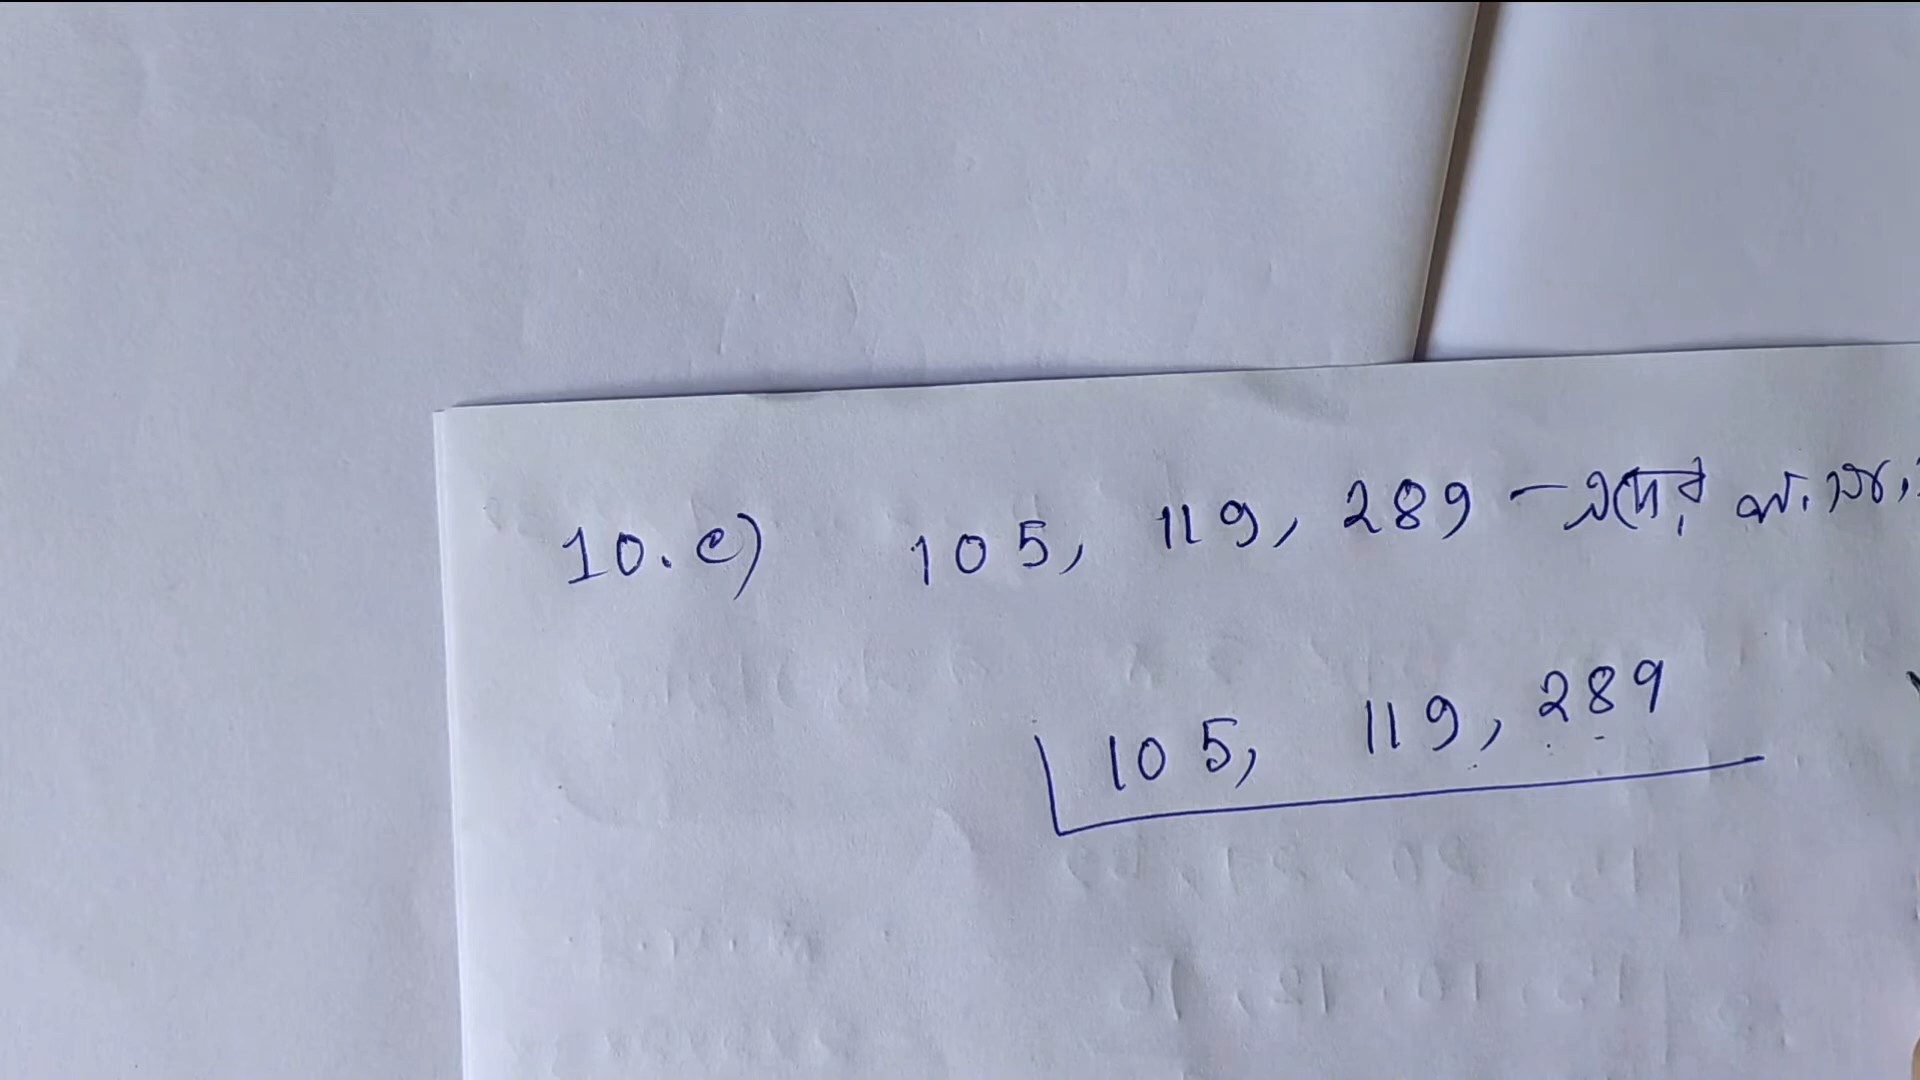 10. c) 105, 119, 289 – এদের ল.সা.
105, 119, 289